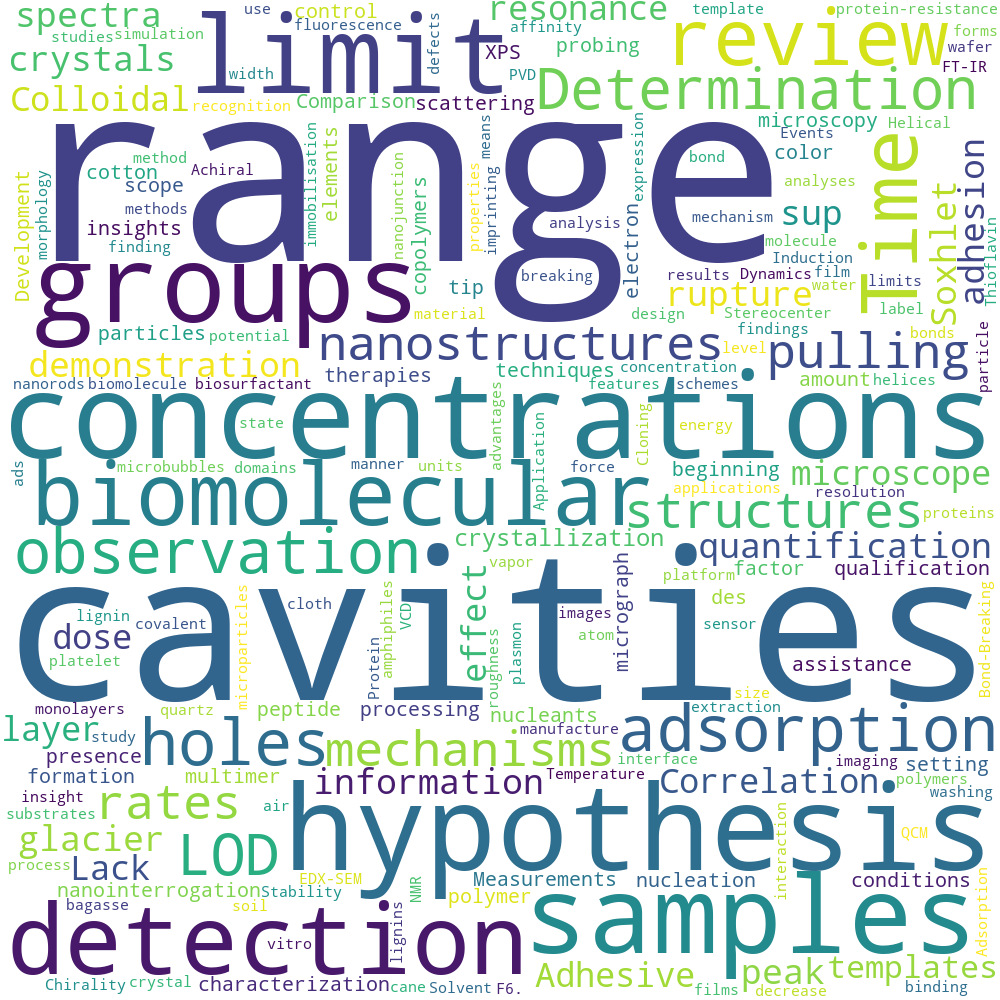 spectra
use
control
resonance
template
protein-resistance
studies
simulation
limit
fluorescence
defects
affinity
review
forms
crystals
width
XPS
probing
wafer
PVD
FT-IR
Colloidal
recognition
Comparison
scattering
Determination
range
microscopy
Helical
means
Events
method
cotton
Achiral
immobilisation
elements
expression
bond
color
Time
adhesion
scope
analyses
Development
morphology
methods
nanojunction
copolymers
properties
imprinting
analysis
mechanism
sup
Soxhlet
insights
finding
electron
molecule
Induction
groups
breaking
results
Dynamics
film
limits
Thioflavin
tip
rupture
water
particles
potential
material
design
Stereocenter
label
nanostructures
findings
bonds
demonstration
level
pulling
particle
therapies
techniques
concentration
nanorods
biomolecule
biosurfactant
features
schemes
amount
helices
concentrations
state
advantages
Cloning
energy
ads
microbubbles
domains
manner
units
Application
force
beginning
microscope
biomolecular
applications
resolution
structures
proteins
observation
crystallization
quantification
vapor
platform
factor
qualification
cavities
lignin
cloth
effect
micrograph
des
Bond-Breaking
dose
covalent
microparticles
VCD
amphiphiles
images
sensor
platelet
Protein
roughness
plasmon
atom
assistance
monolayers
quartz
peptide
processing
nucleants
size
extraction
layer
study
holes
mechanisms
manufacture
adsorption
presence
interface
imaging
setting
formation
multimer
information
Temperature
Correlation
polymers
insight
washing
substrates
rates
air
hypothesis
glacier
LOD
QCM
process
Lack
EDX-SEM
NMR
Measurements
nucleation
interaction
conditions
nanointerrogation
Stability
polymer
samples
Adsorption
bagasse
soil
lignins
detection
vitro
Adhesive
peak
templates
Chirality
crystal
characterization
cane
Solvent
F6.
films
decrease
binding